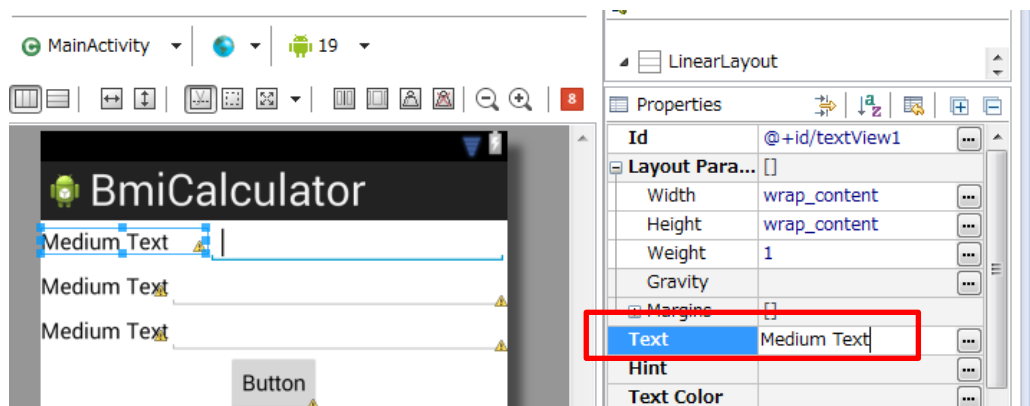 MainActivity
19
8
BmiCalculator
Medium Text
Medium Text
Medium Text
Button
LinearLayout
Properties
Id @+id/textView1
Layout Para... []
Width wrap_content
Height wrap_content
Weight 1
Gravity
Margins []
Text Medium Text
Hint
Text Color